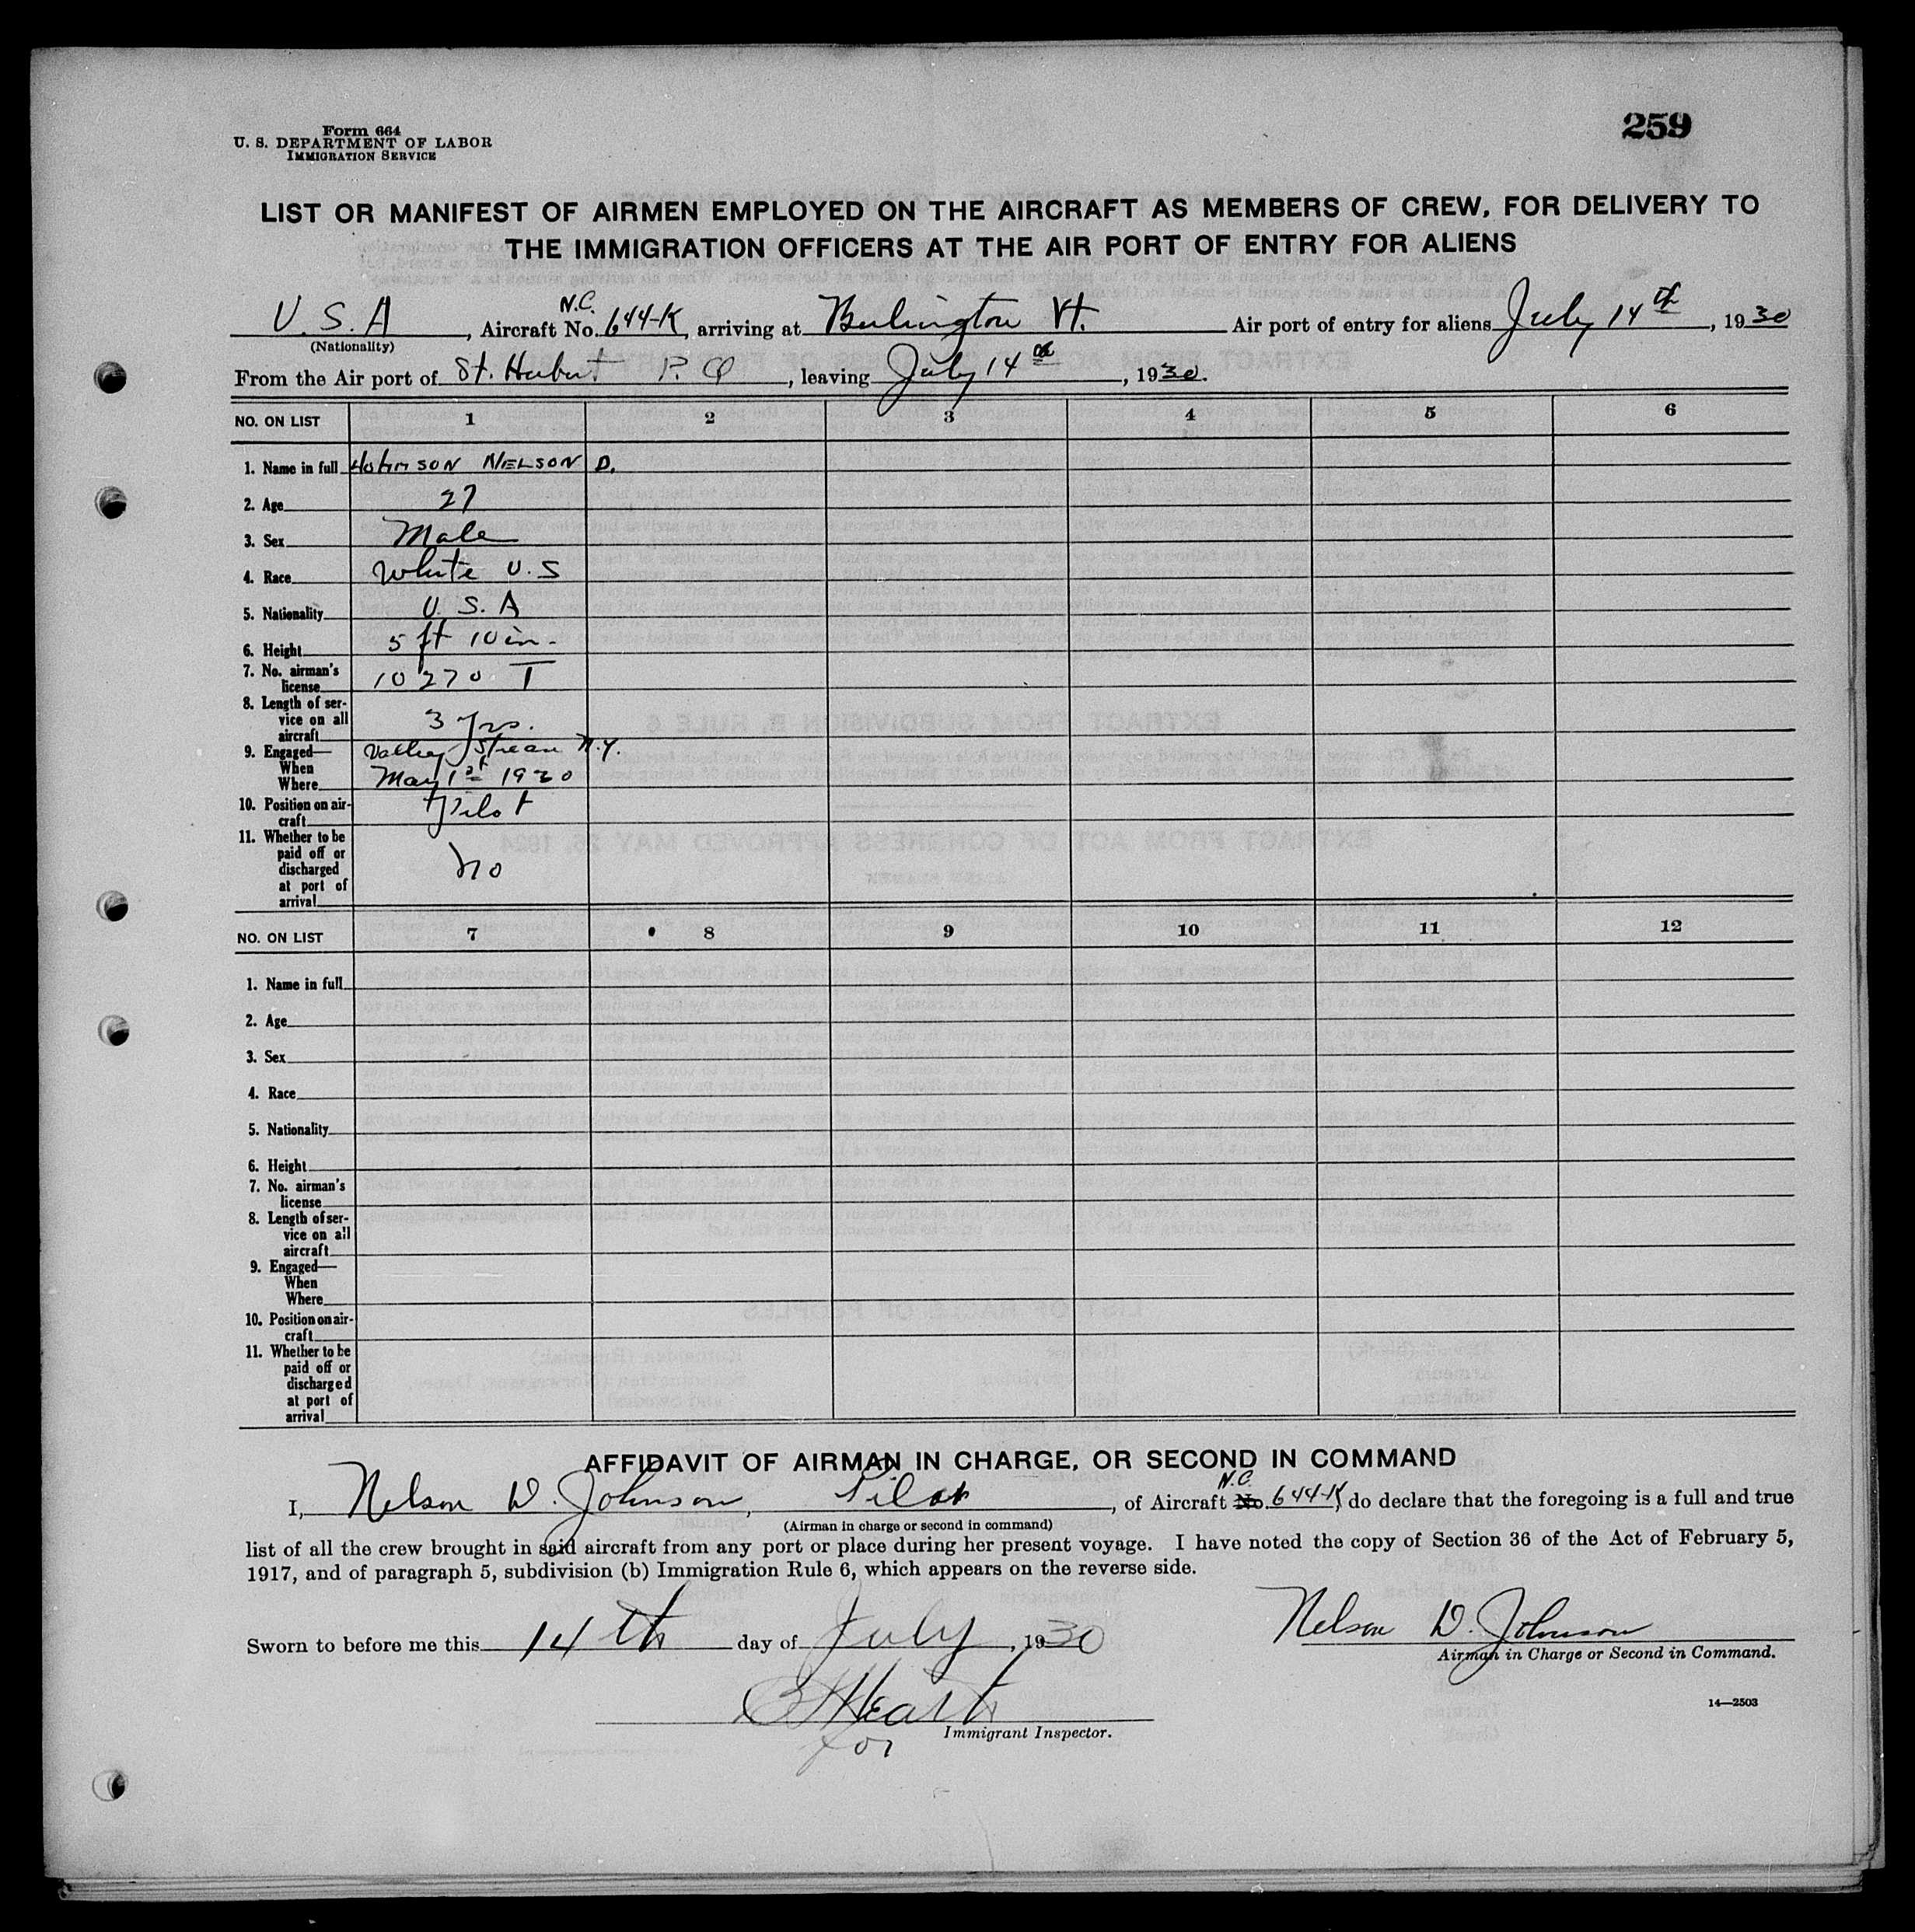 Form 664
U. S. DEPARTMENT OF LABOR
IMMIGRATION SERVICE
259
LIST OR MANIFEST OF AIRMEN EMPLOYED ON THE AIRCRAFT AS MEMBERS OF CREW, FOR DELIVERY TO
THE IMMIGRATION OFFICERS AT THE AIR PORT OF ENTRY FOR ALIENS
U.S.A, Aircraft No. N.C. 644-K, arriving at Burlington Vt. Air port of entry for aliens July 14th, 1930
(Nationality)
From the Air port of St. Hubert P.Q, leaving July 14th, 1930.
NO. ON LIST 1 2 3 4 5 6
1. Name in full JOHNSON NELSON D.
2. Age 27
3. Sex Male
4. Race White U.S
5. Nationality U.S.A
6. Height 5 ft 10 in-
7. No. airman's
license 10270 T
8. Length of ser-
vice on all
aircraft 3 yrs.
9. Engaged— Valley Stream N.Y.
When
Where May 1st 1930
10. Position on air-
craft Pilot
11. Whether to be
paid off or
discharged No
at port of
arrival
NO. ON LIST 7 8 9 10 11 12
1. Name in full
2. Age
3. Sex
4. Race
5. Nationality
6. Height
7. No. airman's
license
8. Length of ser-
vice on all
aircraft
9. Engaged—
When
Where
10. Position on air-
craft
11. Whether to be
paid off or
discharged
at port of
arrival
AFFIDAVIT OF AIRMAN IN CHARGE, OR SECOND IN COMMAND
I, Nelson D. Johnson, Pilot, of Aircraft No. N.C. 644-K, do declare that the foregoing is a full and true
(Airman in charge or second in command)
list of all the crew brought in said aircraft from any port or place during her present voyage. I have noted the copy of Section 36 of the Act of February 5,
1917, and of paragraph 5, subdivision (b) Immigration Rule 6, which appears on the reverse side.
Sworn to before me this 14th day of July, 1930
Nelson D. Johnson
Airman in Charge or Second in Command.
Immigrant Inspector.
14—2503